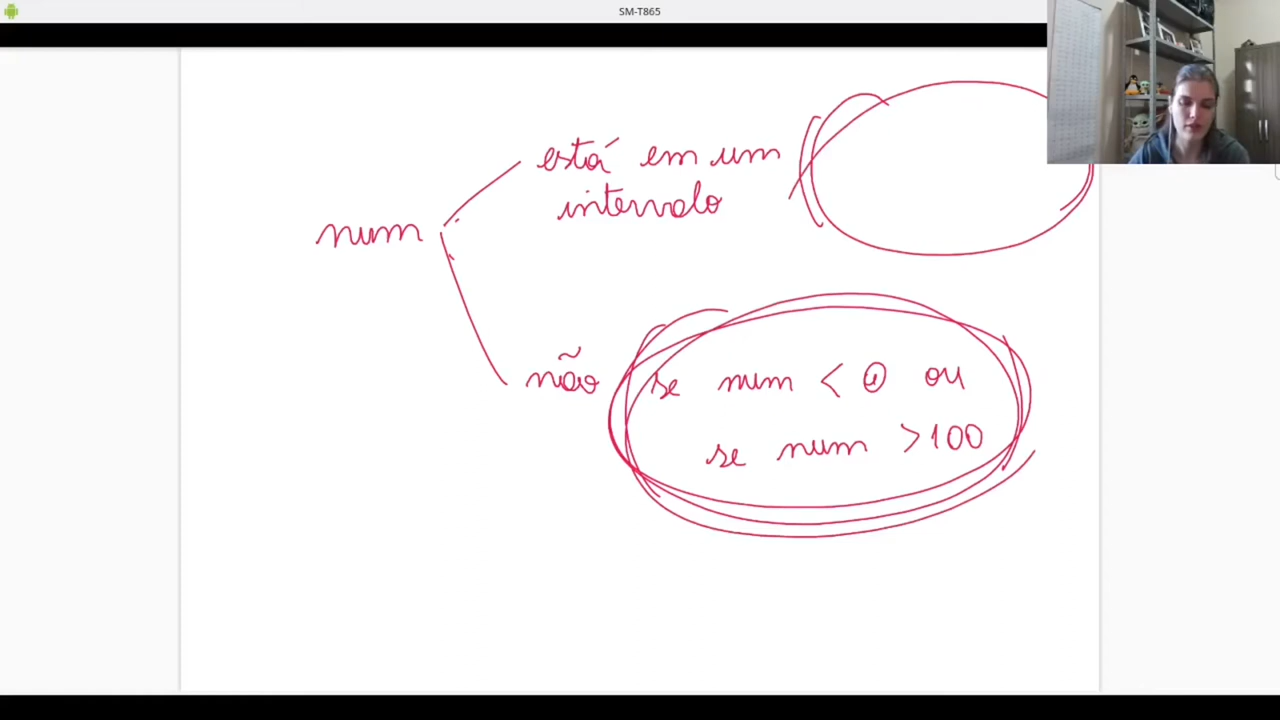 SM-T865
está em um
intervalo
num
não se num < 0 ou
se num >100